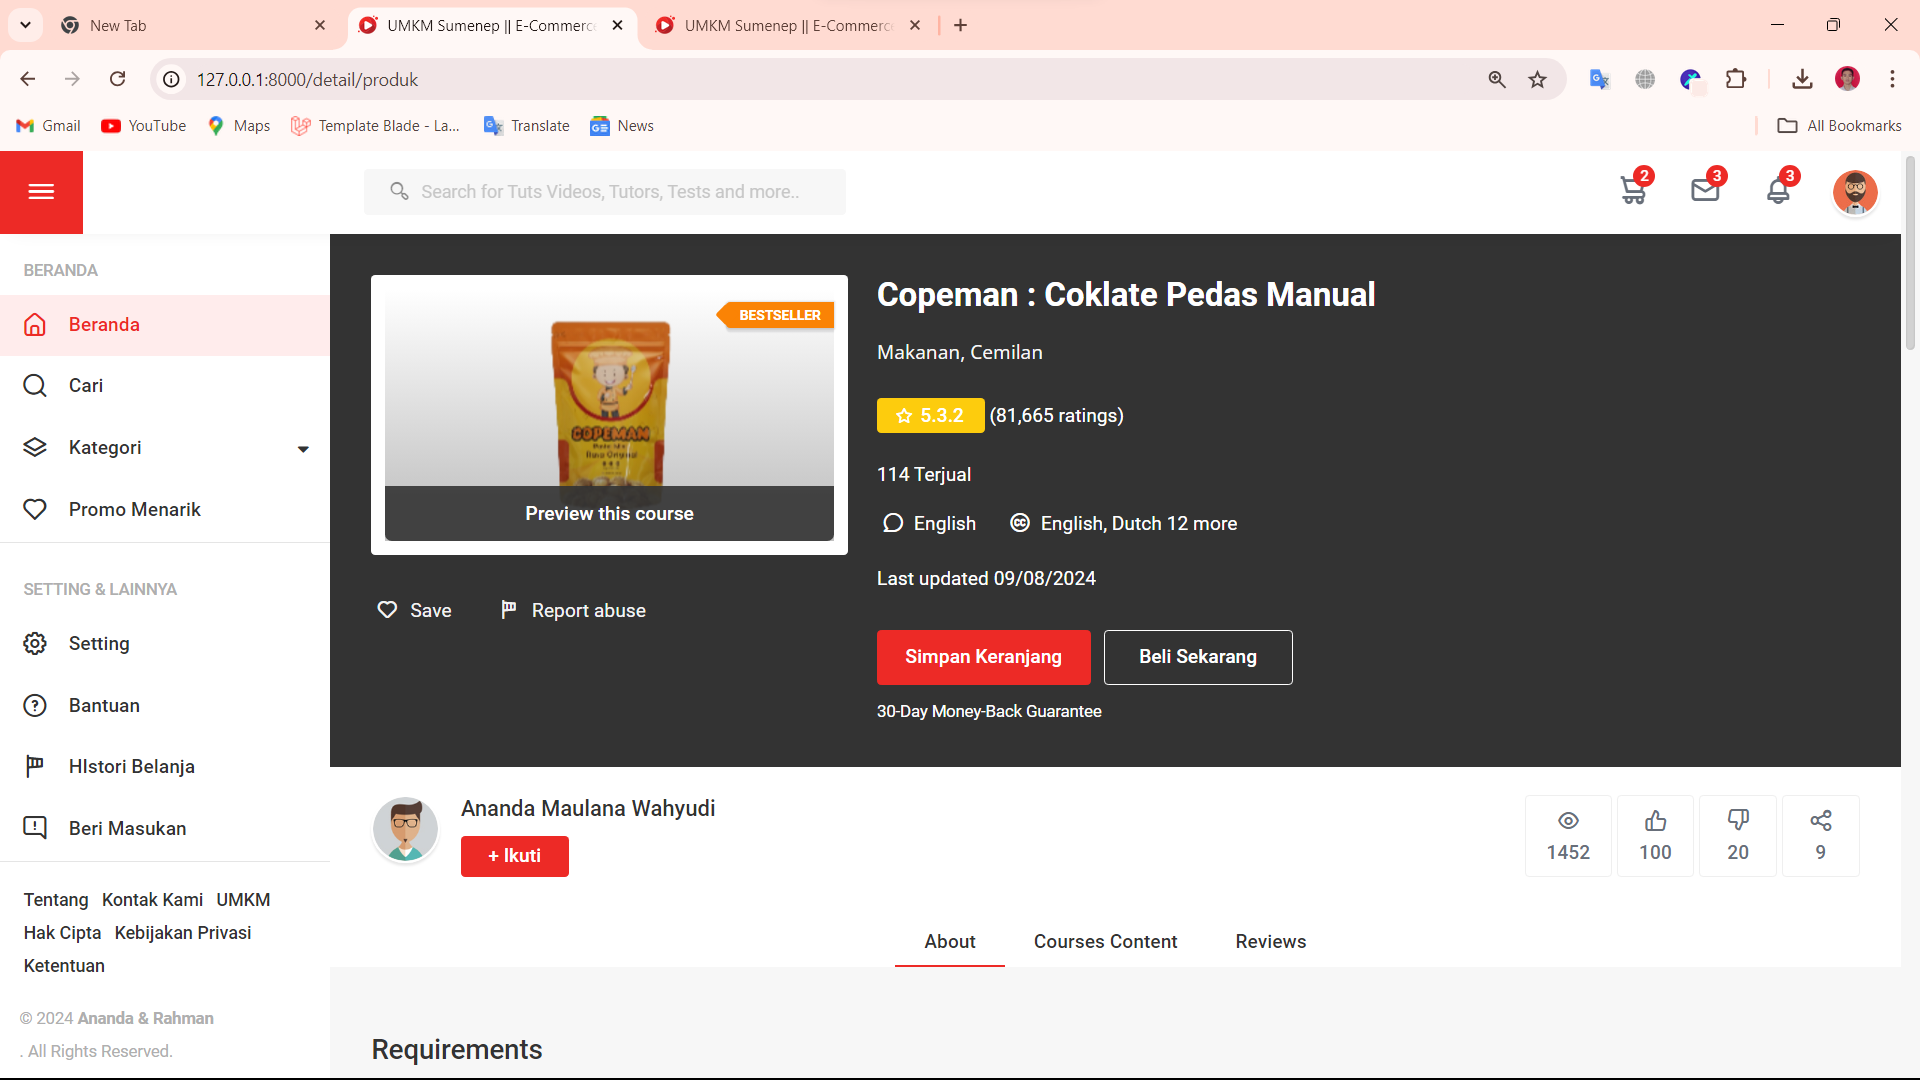 New Tab
UMKM Sumenep || E-Commerce
UMKM Sumenep || E-Commerce
127.0.0.1:8000/detail/produk
Gmail
YouTube
Maps
Template Blade - La...
Translate
News
All Bookmarks
Search for Tuts Videos, Tutors, Tests and more..
2
3
3
BERANDA
Beranda
Cari
Kategori
Promo Menarik
SETTING & LAINNYA
Setting
Bantuan
HIstori Belanja
Beri Masukan
Tentang Kontak Kami UMKM
Hak Cipta Kebijakan Privasi
Ketentuan
© 2024 Ananda & Rahman
. All Rights Reserved.
BESTSELLER
COPEMAN
Preview this course
Save
Report abuse
Copeman : Coklate Pedas Manual
Makanan, Cemilan
5.3.2 (81,665 ratings)
114 Terjual
English
English, Dutch 12 more
Last updated 09/08/2024
Simpan Keranjang
Beli Sekarang
30-Day Money-Back Guarantee
Ananda Maulana Wahyudi
+ Ikuti
1452
100
20
9
About
Courses Content
Reviews
Requirements